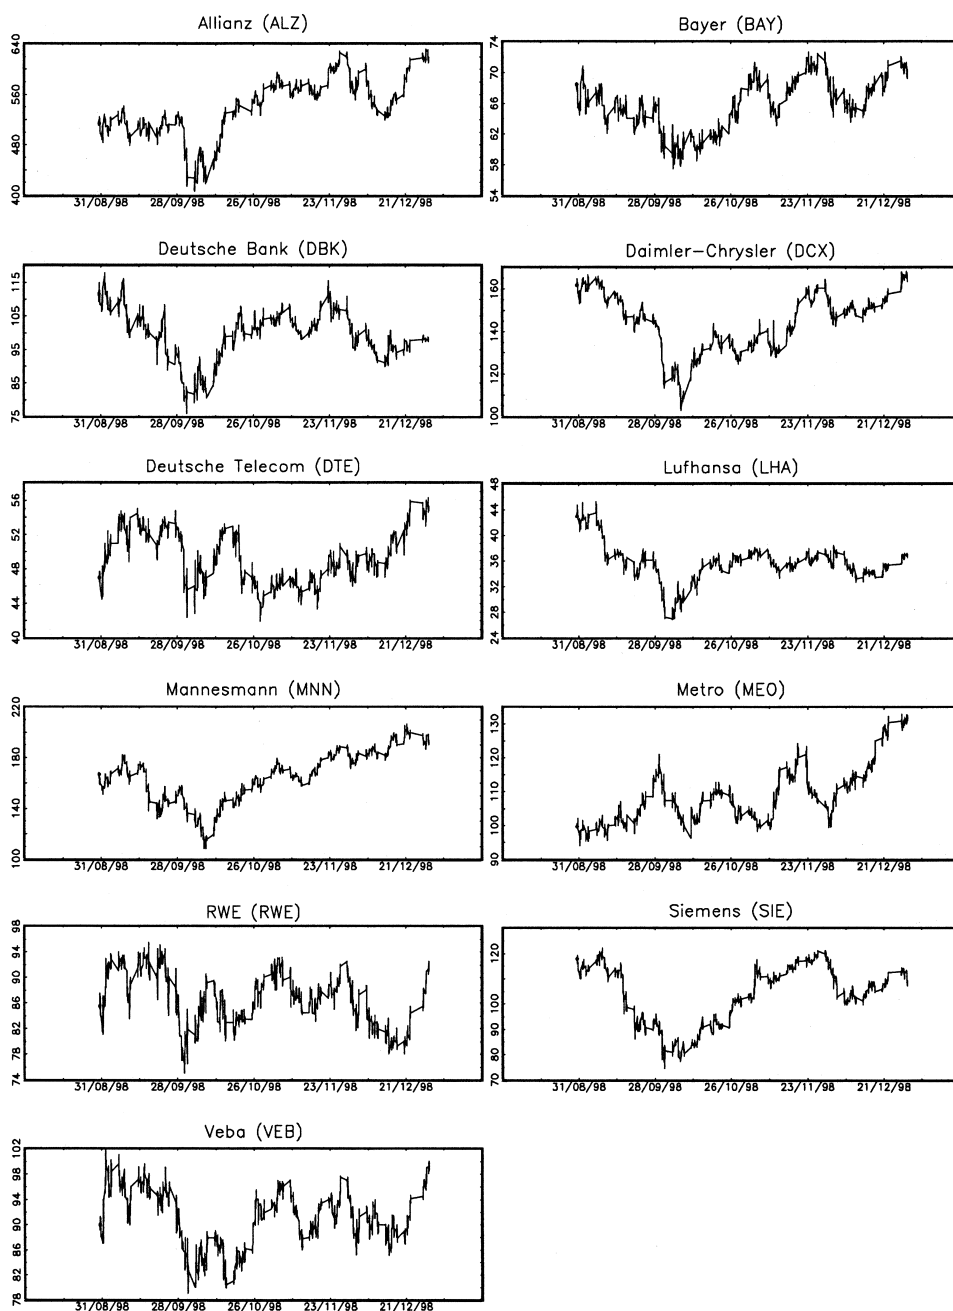 Allianz (ALZ)
640
560
480
400
31/08/98 28/09/98 26/10/98 23/11/98 21/12/98
Bayer (BAY)
74
70
66
62
58
54
31/08/98 28/09/98 26/10/98 23/11/98 21/12/98
Deutsche Bank (DBK)
115
105
95
85
75
31/08/98 28/09/98 26/10/98 23/11/98 21/12/98
Daimler-Chrysler (DCX)
160
140
120
100
31/08/98 28/09/98 26/10/98 23/11/98 21/12/98
Deutsche Telecom (DTE)
56
52
48
44
40
31/08/98 28/09/98 26/10/98 23/11/98 21/12/98
Lufhansa (LHA)
48
44
40
36
32
28
24
31/08/98 28/09/98 26/10/98 23/11/98 21/12/98
Mannesmann (MNN)
220
180
140
100
31/08/98 28/09/98 26/10/98 23/11/98 21/12/98
Metro (MEO)
130
120
110
100
90
31/08/98 28/09/98 26/10/98 23/11/98 21/12/98
RWE (RWE)
98
94
90
86
82
78
74
31/08/98 28/09/98 26/10/98 23/11/98 21/12/98
Siemens (SIE)
120
100
90
80
70
31/08/98 28/09/98 26/10/98 23/11/98 21/12/98
Veba (VEB)
102
98
94
90
86
82
78
31/08/98 28/09/98 26/10/98 23/11/98 21/12/98